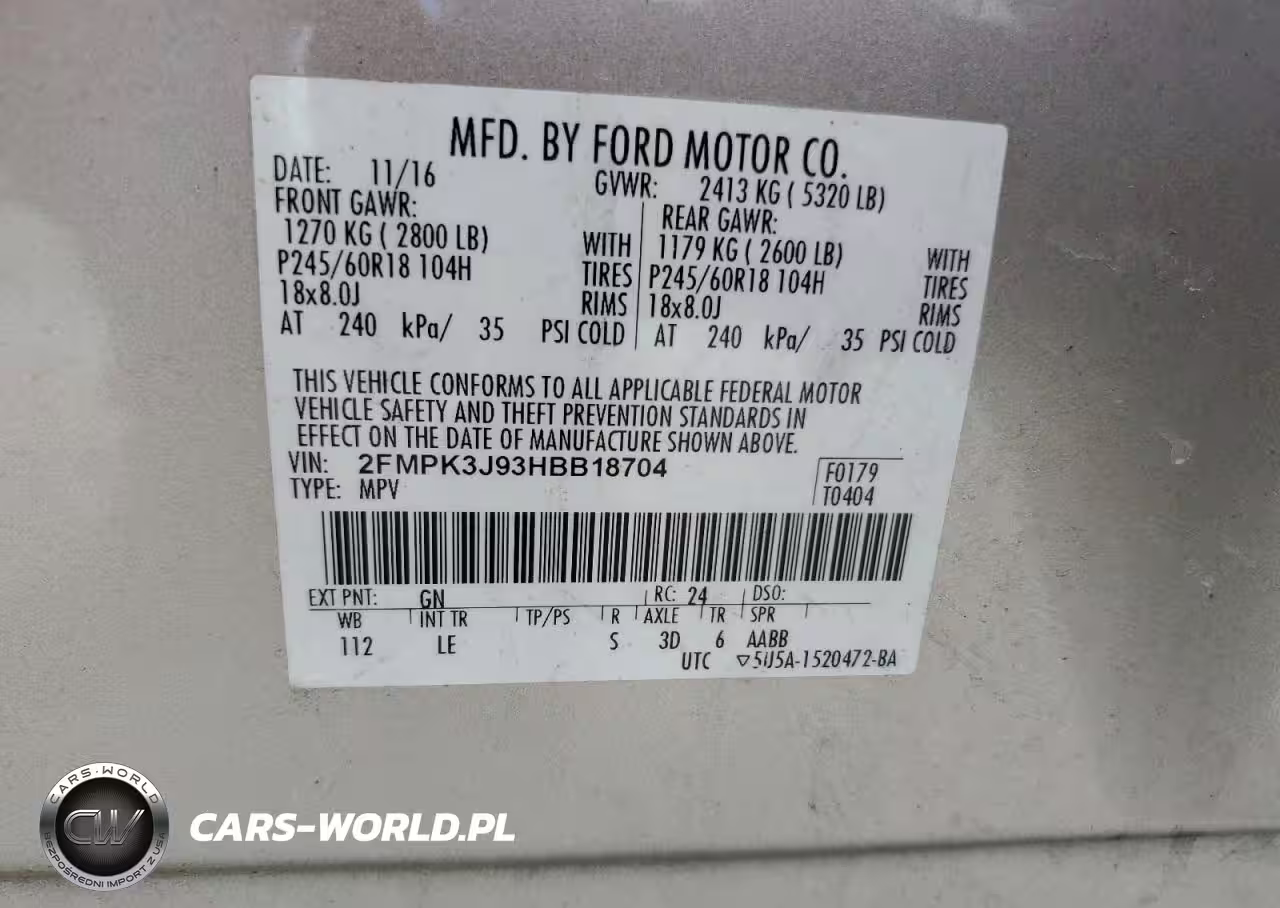 MFD. BY FORD MOTOR CO.
DATE: 11/16 GVWR: 2413 KG ( 5320 LB)
FRONT GAWR: REAR GAWR:
1270 KG ( 2800 LB) WITH 1179 KG ( 2600 LB) WITH
P245/60R18 104H TIRES P245/60R18 104H TIRES
18x8.0J RIMS 18x8.0J RIMS
AT 240 kPa/ 35 PSI COLD AT 240 kPa/ 35 PSI COLD
THIS VEHICLE CONFORMS TO ALL APPLICABLE FEDERAL MOTOR
VEHICLE SAFETY AND THEFT PREVENTION STANDARDS IN
EFFECT ON THE DATE OF MANUFACTURE SHOWN ABOVE.
VIN: 2FMPK3J93HBB18704 F0179
TYPE: MPV T0404
EXT PNT: GN RC: 24 DSO:
WB INT TR TP/PS R AXLE TR SPR
112 LE S 3D 6 AABB
UTC ▽5U5A-1520472-BA
CARS-WORLD
CW
BEZPOŚREDNI IMPORT Z USA
CARS-WORLD.PL